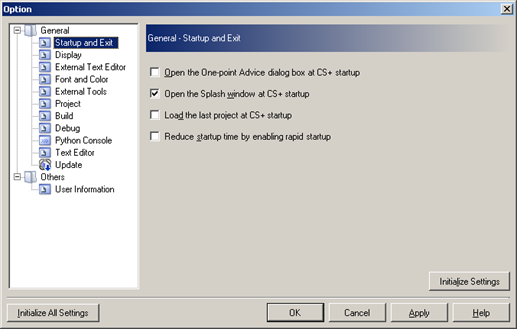 Option
General
Startup and Exit
Display
External Text Editor
Font and Color
External Tools
Project
Build
Debug
Python Console
Text Editor
Update
Others
User Information
General - Startup and Exit
Open the One-point Advice dialog box at CS+ startup
Open the Splash window at CS+ startup
Load the last project at CS+ startup
Reduce startup time by enabling rapid startup
Initialize Settings
Initialize All Settings
OK
Cancel
Apply
Help